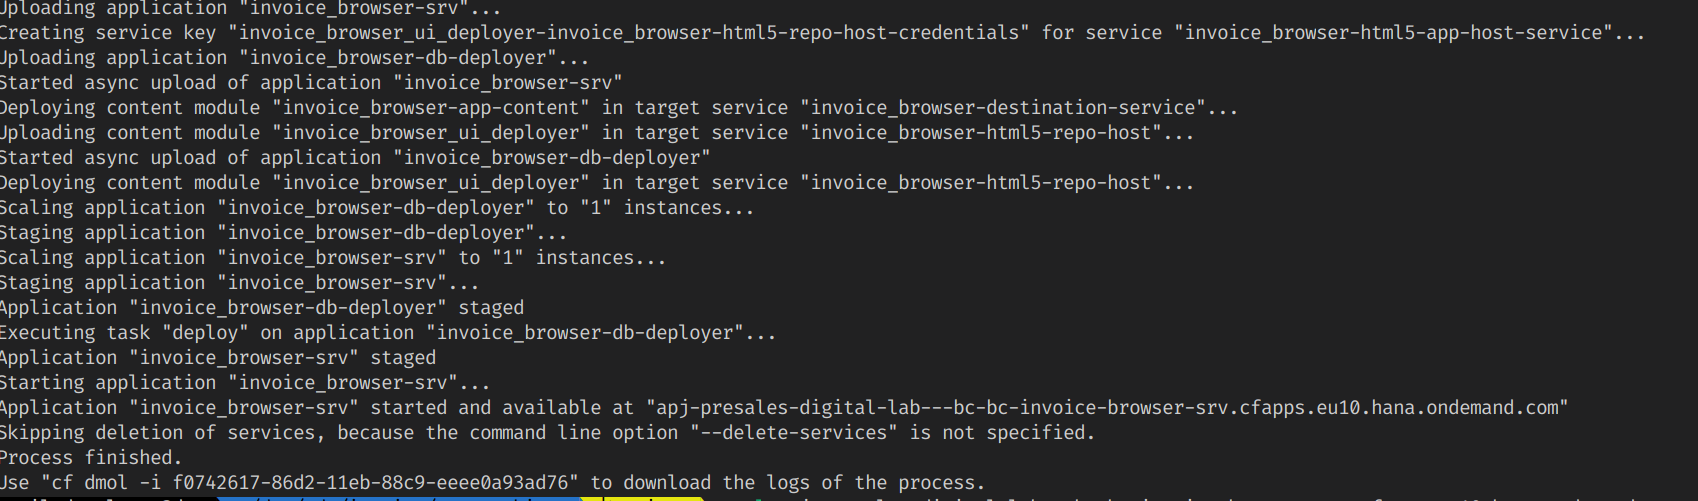 Uploading application "invoice_browser-srv"...
Creating service key "invoice_browser_ui_deployer-invoice_browser-html5-repo-host-credentials" for service "invoice_browser-html5-app-host-service"...
Uploading application "invoice_browser-db-deployer"...
Started async upload of application "invoice_browser-srv"
Deploying content module "invoice_browser-app-content" in target service "invoice_browser-destination-service"...
Uploading content module "invoice_browser_ui_deployer" in target service "invoice_browser-html5-repo-host"...
Started async upload of application "invoice_browser-db-deployer"
Deploying content module "invoice_browser_ui_deployer" in target service "invoice_browser-html5-repo-host"...
Scaling application "invoice_browser-db-deployer" to "1" instances...
Staging application "invoice_browser-db-deployer"...
Scaling application "invoice_browser-srv" to "1" instances...
Staging application "invoice_browser-srv"...
Application "invoice_browser-db-deployer" staged
Executing task "deploy" on application "invoice_browser-db-deployer"...
Application "invoice_browser-srv" staged
Starting application "invoice_browser-srv"...
Application "invoice_browser-srv" started and available at "apj-presales-digital-lab---bc-bc-invoice-browser-srv.cfapps.eu10.hana.ondemand.com"
Skipping deletion of services, because the command line option "--delete-services" is not specified.
Process finished.
Use "cf dmol -i f0742617-86d2-11eb-88c9-eeee0a93ad76" to download the logs of the process.